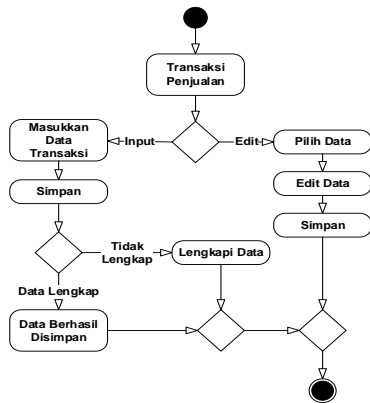 Transaksi
Penjualan
Masukkan
Data
Transaksi
Input
Edit
Pilih Data
Simpan
Edit Data
Simpan
Tidak
Lengkap
Lengkapi Data
Data Lengkap
Data Berhasil
Disimpan